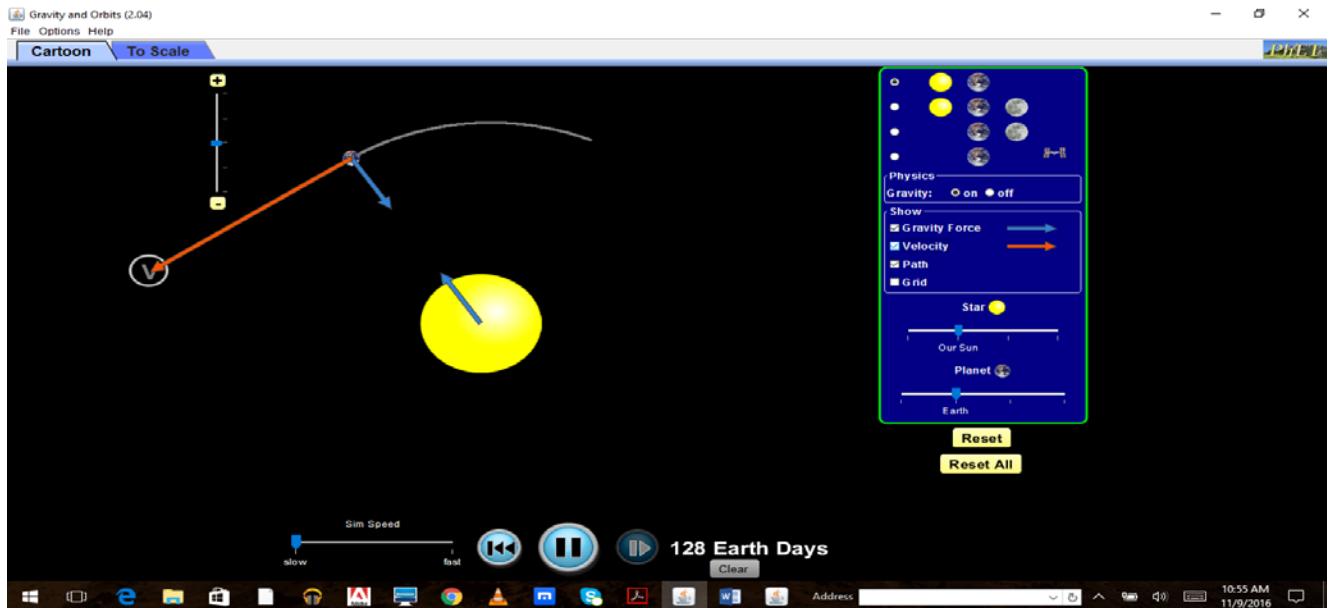 Gravity and Orbits (2.04)
File Options Help
Cartoon To Scale
PhET
+
-
V
Physics
Gravity: on off
Show
Gravity Force
Velocity
Path
Grid
Star
Our Sun
Planet
Earth
Reset
Reset All
Sim Speed
slow fast
128 Earth Days
Clear
Address
10:55 AM
11/9/2016